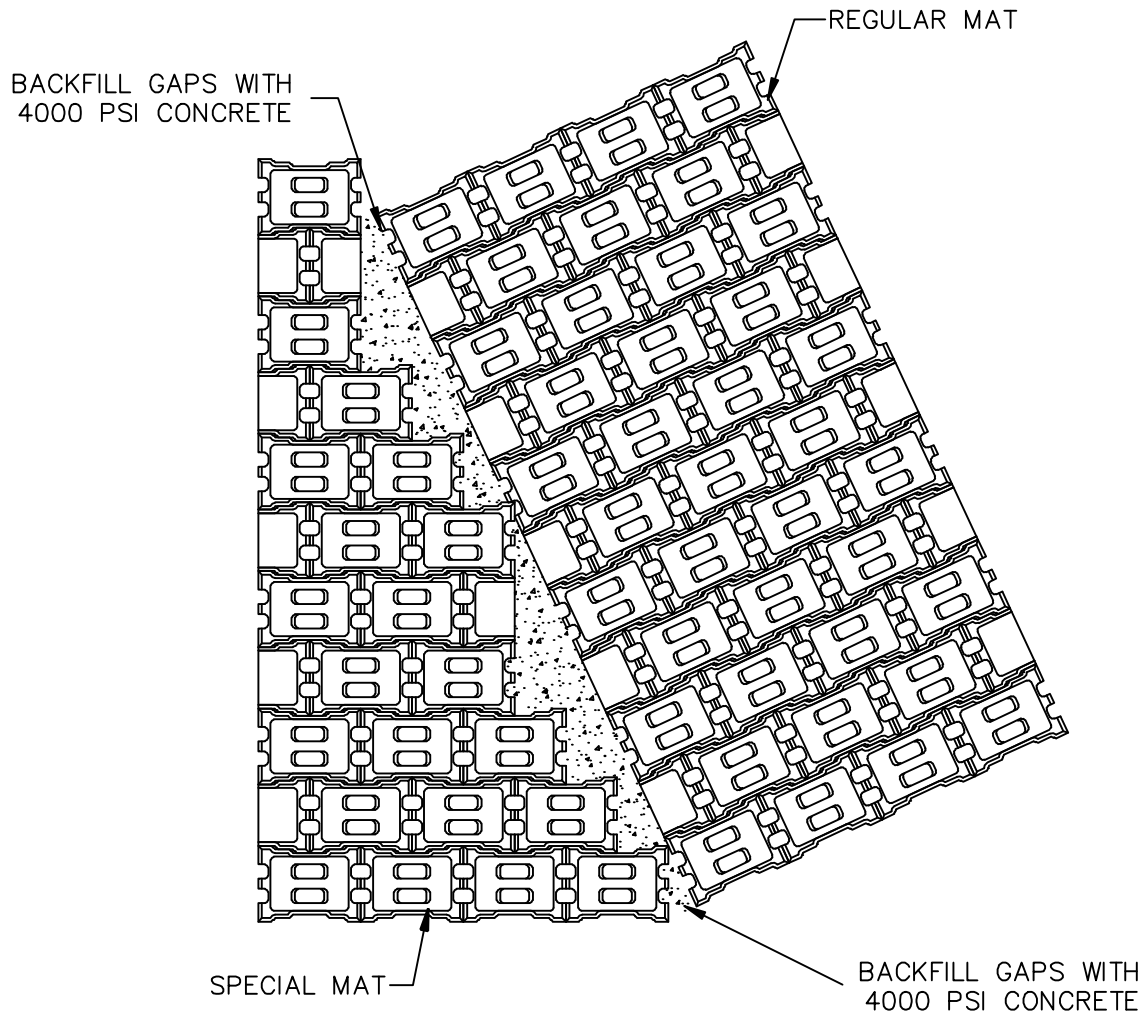 REGULAR MAT
BACKFILL GAPS WITH
4000 PSI CONCRETE
SPECIAL MAT
BACKFILL GAPS WITH
4000 PSI CONCRETE